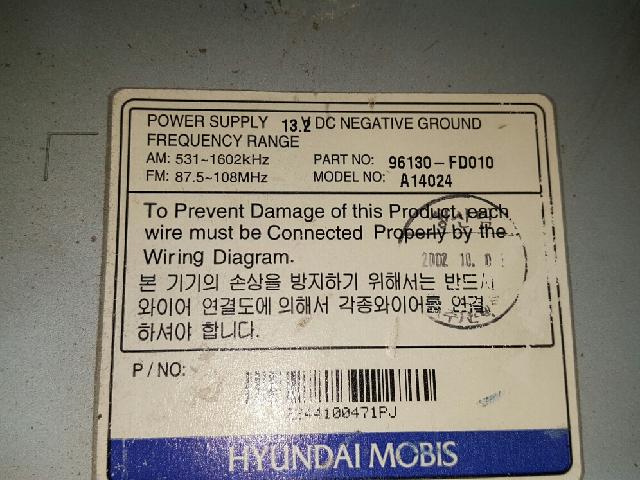 POWER SUPPLY 13.2V DC NEGATIVE GROUND
FREQUENCY RANGE
AM: 531~1602kHz PART NO: 96130-FD010
FM: 87.5~108MHz MODEL NO: A14024
To Prevent Damage of this Product, each
wire must be Connected Properly by the
Wiring Diagram.
2002 10.
본 기기의 손상을 방지하기 위해서는 반드시
와이어 연결도에 의해서 각종와이어를 연결
하셔야 합니다.
P/NO:
HYUNDAI MOBIS